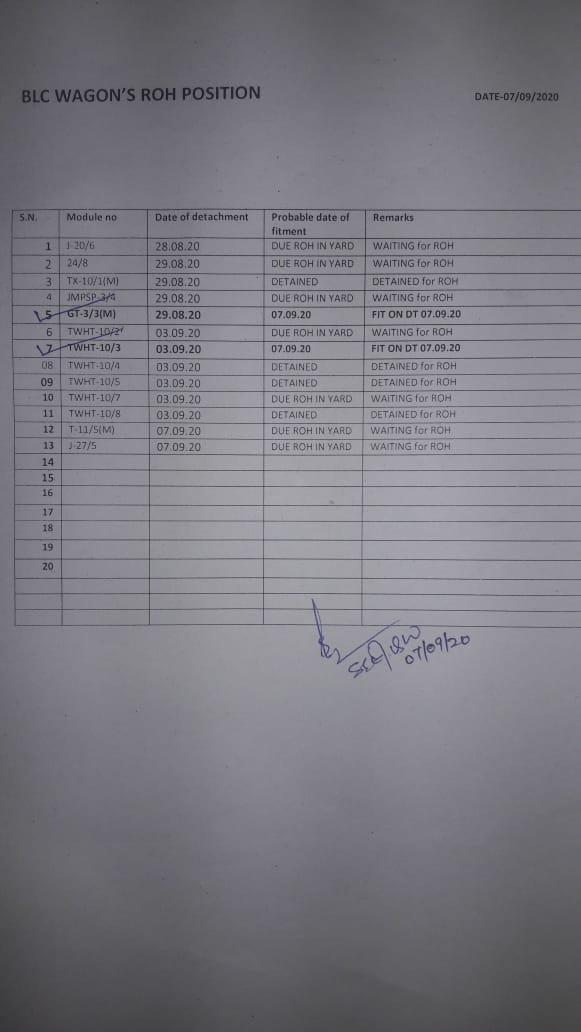 BLC WAGON'S ROH POSITION DATE-07/09/2020
S.N. Module no Date of detachment Probable date of fitment Remarks
1 J-20/6 28.08.20 DUE ROH IN YARD WAITING for ROH
2 24/8 29.08.20 DUE ROH IN YARD WAITING for ROH
3 TX-10/1(M) 29.08.20 DETAINED DETAINED for ROH
4 JMPSP-3/4 29.08.20 DUE ROH IN YARD WAITING for ROH
5 GT-3/3(M) 29.08.20 07.09.20 FIT ON DT 07.09.20
6 TWHT-10/2 03.09.20 DUE ROH IN YARD WAITING for ROH
7 TWHT-10/3 03.09.20 07.09.20 FIT ON DT 07.09.20
08 TWHT-10/4 03.09.20 DETAINED DETAINED for ROH
09 TWHT-10/5 03.09.20 DETAINED DETAINED for ROH
10 TWHT-10/7 03.09.20 DUE ROH IN YARD WAITING for ROH
11 TWHT-10/8 03.09.20 DETAINED DETAINED for ROH
12 T-11/5(M) 07.09.20 DUE ROH IN YARD WAITING for ROH
13 J-27/5 07.09.20 DUE ROH IN YARD WAITING for ROH
14
15
16
17
18
19
20
07/09/20